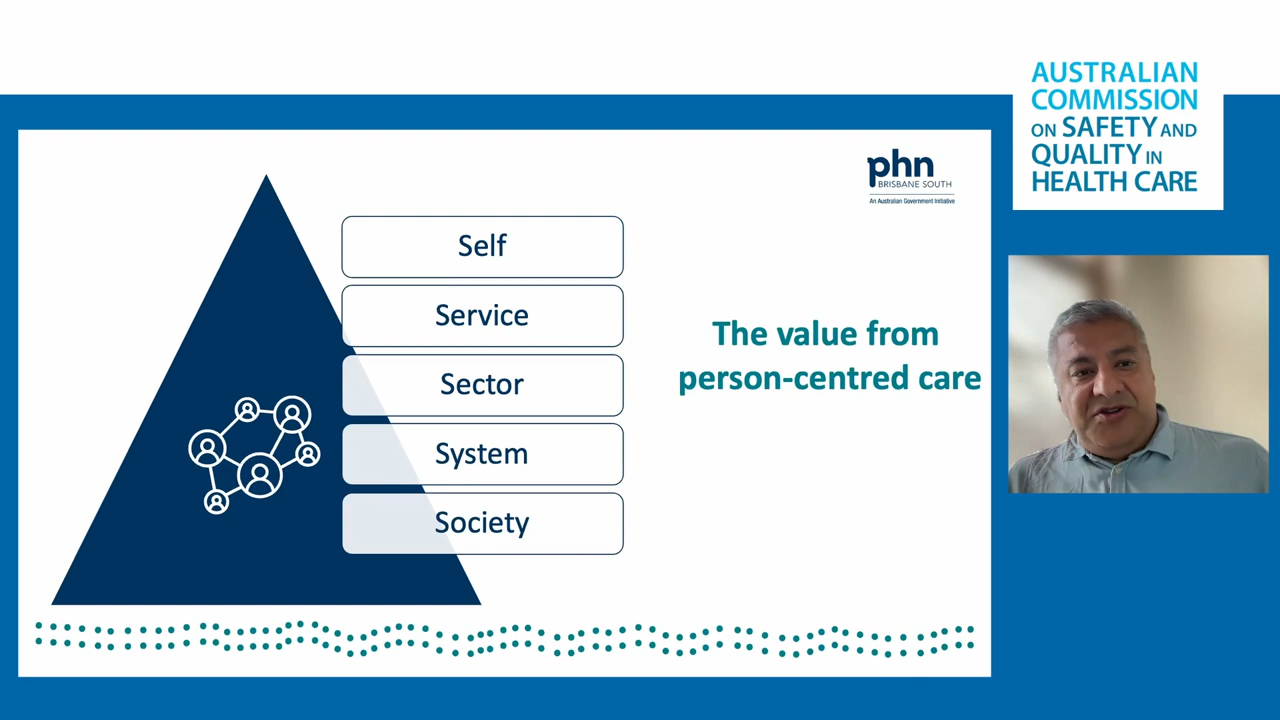 AUSTRALIAN
COMMISSION
ON SAFETY AND
QUALITY IN
HEALTH CARE
phn
BRISBANE SOUTH
An Australian Government Initiative
Self
Service
Sector
System
Society
The value from
person-centred care